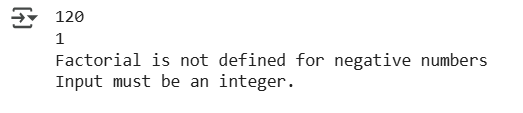 120
1
Factorial is not defined for negative numbers
Input must be an integer.